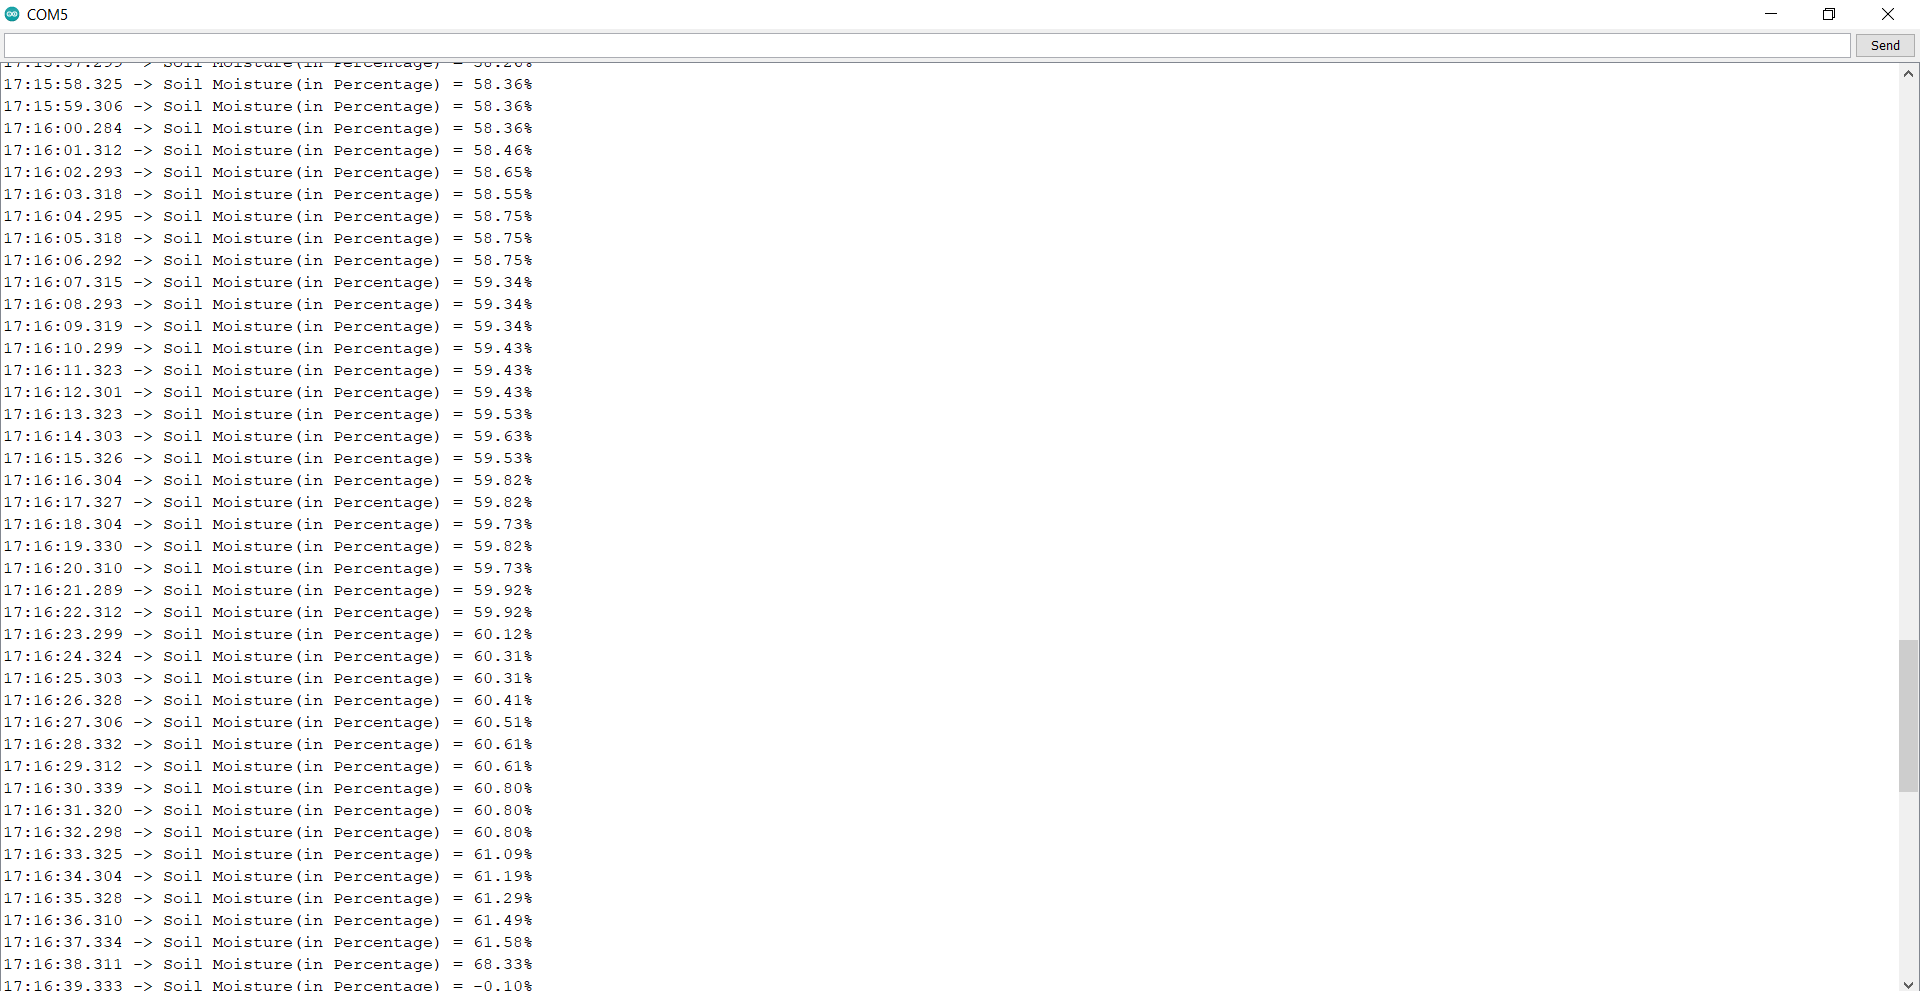 COM5
Send
17:15:57.299 -> Soil Moisture(in Percentage) = 58.26%
17:15:58.325 -> Soil Moisture(in Percentage) = 58.36%
17:15:59.306 -> Soil Moisture(in Percentage) = 58.36%
17:16:00.284 -> Soil Moisture(in Percentage) = 58.36%
17:16:01.312 -> Soil Moisture(in Percentage) = 58.46%
17:16:02.293 -> Soil Moisture(in Percentage) = 58.65%
17:16:03.318 -> Soil Moisture(in Percentage) = 58.55%
17:16:04.295 -> Soil Moisture(in Percentage) = 58.75%
17:16:05.318 -> Soil Moisture(in Percentage) = 58.75%
17:16:06.292 -> Soil Moisture(in Percentage) = 58.75%
17:16:07.315 -> Soil Moisture(in Percentage) = 59.34%
17:16:08.293 -> Soil Moisture(in Percentage) = 59.34%
17:16:09.319 -> Soil Moisture(in Percentage) = 59.34%
17:16:10.299 -> Soil Moisture(in Percentage) = 59.43%
17:16:11.323 -> Soil Moisture(in Percentage) = 59.43%
17:16:12.301 -> Soil Moisture(in Percentage) = 59.43%
17:16:13.323 -> Soil Moisture(in Percentage) = 59.53%
17:16:14.303 -> Soil Moisture(in Percentage) = 59.63%
17:16:15.326 -> Soil Moisture(in Percentage) = 59.53%
17:16:16.304 -> Soil Moisture(in Percentage) = 59.82%
17:16:17.327 -> Soil Moisture(in Percentage) = 59.82%
17:16:18.304 -> Soil Moisture(in Percentage) = 59.73%
17:16:19.330 -> Soil Moisture(in Percentage) = 59.82%
17:16:20.310 -> Soil Moisture(in Percentage) = 59.73%
17:16:21.289 -> Soil Moisture(in Percentage) = 59.92%
17:16:22.312 -> Soil Moisture(in Percentage) = 59.92%
17:16:23.299 -> Soil Moisture(in Percentage) = 60.12%
17:16:24.324 -> Soil Moisture(in Percentage) = 60.31%
17:16:25.303 -> Soil Moisture(in Percentage) = 60.31%
17:16:26.328 -> Soil Moisture(in Percentage) = 60.41%
17:16:27.306 -> Soil Moisture(in Percentage) = 60.51%
17:16:28.332 -> Soil Moisture(in Percentage) = 60.61%
17:16:29.312 -> Soil Moisture(in Percentage) = 60.61%
17:16:30.339 -> Soil Moisture(in Percentage) = 60.80%
17:16:31.320 -> Soil Moisture(in Percentage) = 60.80%
17:16:32.298 -> Soil Moisture(in Percentage) = 60.80%
17:16:33.325 -> Soil Moisture(in Percentage) = 61.09%
17:16:34.304 -> Soil Moisture(in Percentage) = 61.19%
17:16:35.328 -> Soil Moisture(in Percentage) = 61.29%
17:16:36.310 -> Soil Moisture(in Percentage) = 61.49%
17:16:37.334 -> Soil Moisture(in Percentage) = 61.58%
17:16:38.311 -> Soil Moisture(in Percentage) = 68.33%
17:16:39.333 -> Soil Moisture(in Percentage) = -0.10%